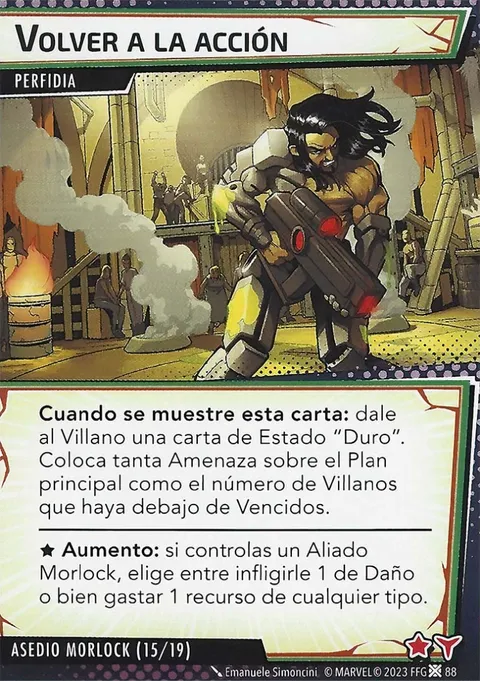 VOLVER A LA ACCIÓN
PERFIDIA
Cuando se muestre esta carta: dale
al Villano una carta de Estado “Duro”.
Coloca tanta Amenaza sobre el Plan
principal como el número de Villanos
que haya debajo de Vencidos.
★ Aumento: si controlas un Aliado
Morlock, elige entre infligirle 1 de Daño
o bien gastar 1 recurso de cualquier tipo.
ASEDIO MORLOCK (15/19)
Emanuele Simoncini © MARVEL © 2023 FFG 88